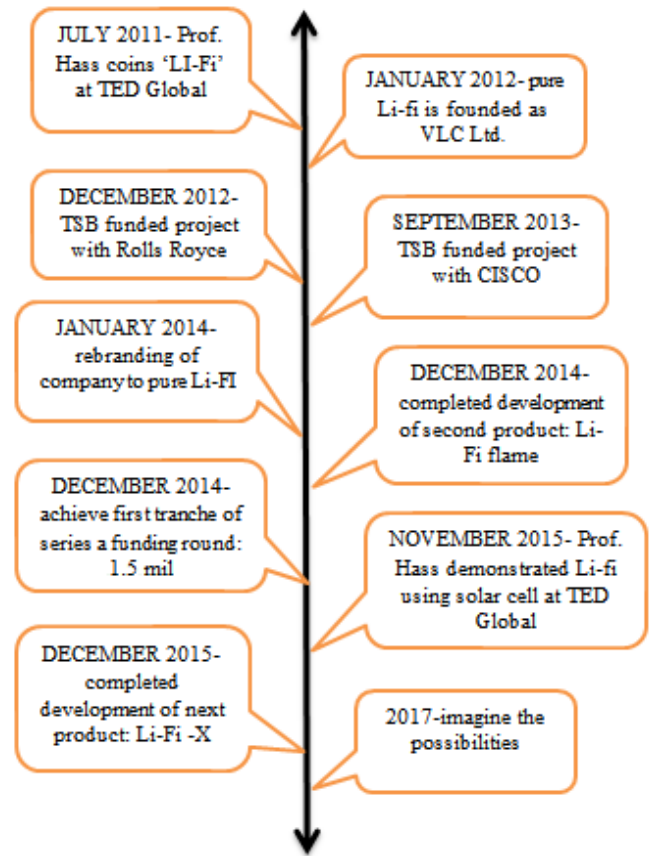 JULY 2011- Prof.
Hass coins ‘LI-Fi’
at TED Global
JANUARY 2012- pure
Li-fi is founded as
VLC Ltd.
DECEMBER 2012-
TSB funded project
with Rolls Royce
SEPTEMBER 2013-
TSB funded project
with CISCO
JANUARY 2014-
rebranding of
company to pure Li-FI
DECEMBER 2014-
completed development
of second product: Li-
Fi flame
DECEMBER 2014-
achieve first tranche of
series a funding round:
1.5 mil
NOVEMBER 2015- Prof.
Hass demonstrated Li-fi
using solar cell at TED
Global
DECEMBER 2015-
completed
development of next
product: Li-Fi -X
2017-imagine the
possibilities